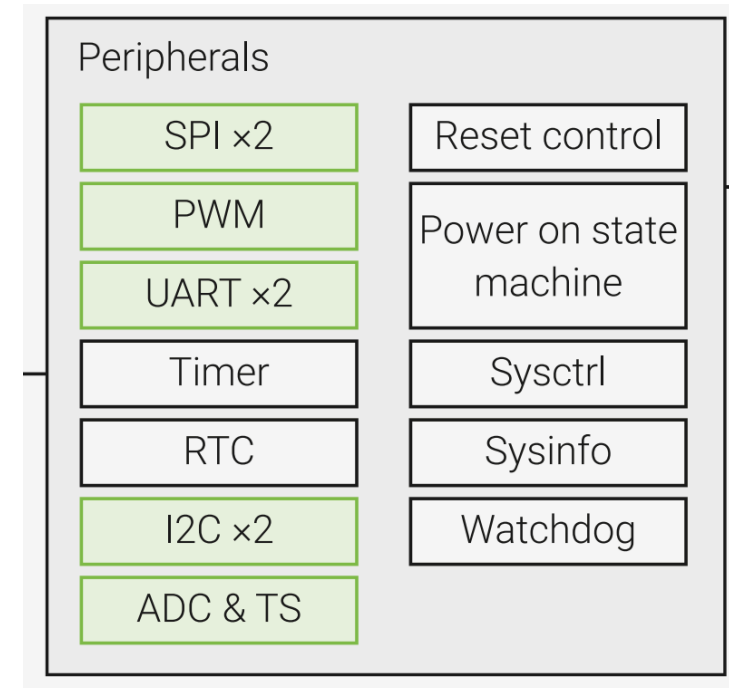 Peripherals
SPI ×2
PWM
UART ×2
Timer
RTC
I2C ×2
ADC & TS
Reset control
Power on state
machine
Sysctrl
Sysinfo
Watchdog